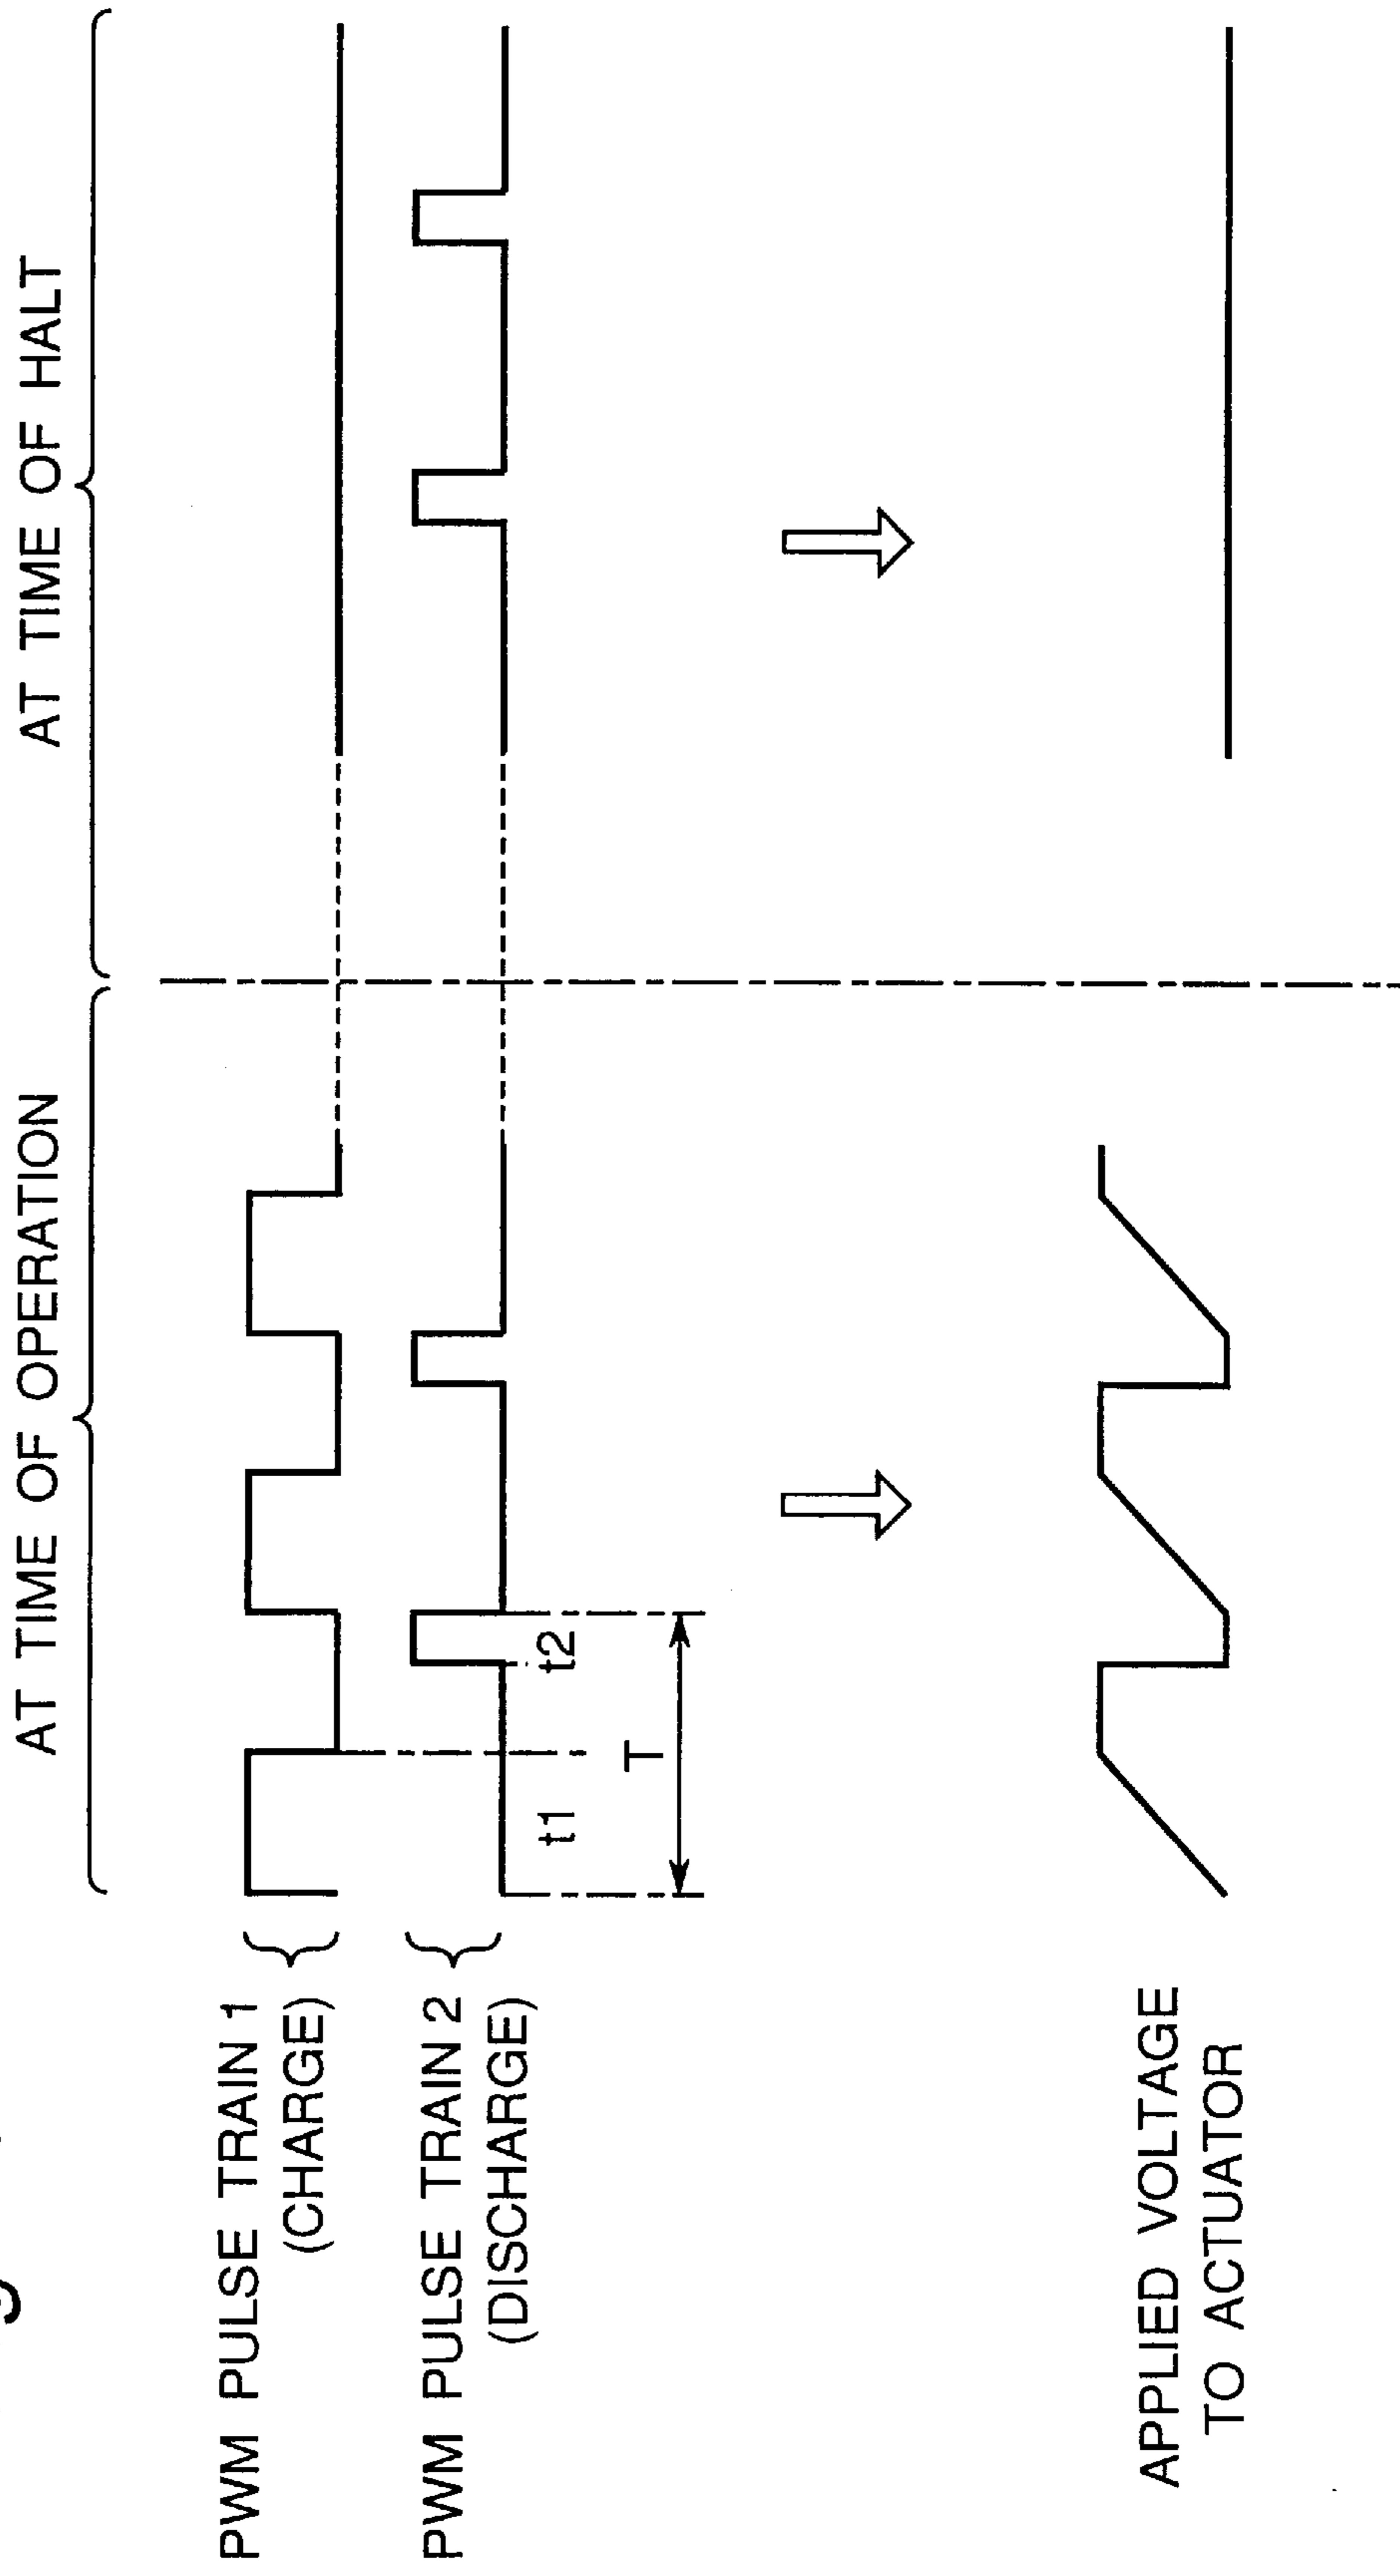 AT TIME OF OPERATION
AT TIME OF HALT
PWM PULSE TRAIN 1
(CHARGE)
PWM PULSE TRAIN 2
(DISCHARGE)
t1
t2
T
APPLIED VOLTAGE
TO ACTUATOR